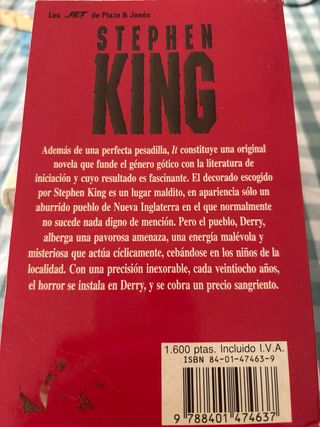 Los JET de Plaza & Janés
STEPHEN
KING
Además de una perfecta pesadilla, It constituye una original
novela que funde el género gótico con la literatura de
iniciación y cuyo resultado es fascinante. El decorado escogido
por Stephen King es un lugar maldito, en apariencia sólo un
aburrido pueblo de Nueva Inglaterra en el que normalmente
no sucede nada digno de mención. Pero el pueblo, Derry,
alberga una pavorosa amenaza, una energía malévola y
misteriosa que actúa cíclicamente, cebándose en los niños de la
localidad. Con una precisión inexorable, cada veintiocho años,
el horror se instala en Derry, y se cobra un precio sangriento.
1.600 ptas. Incluido I.V.A.
ISBN 84-01-47463-9
9 788401 474637